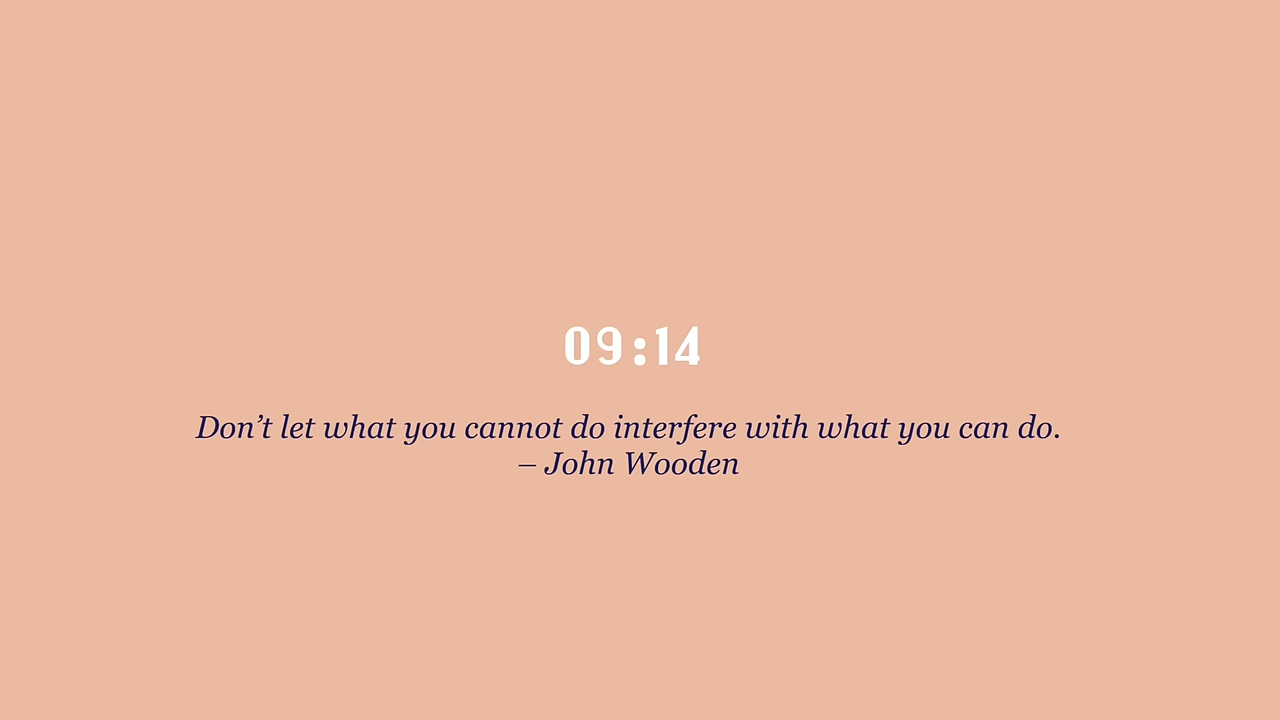 09:14
Don’t let what you cannot do interfere with what you can do.
– John Wooden